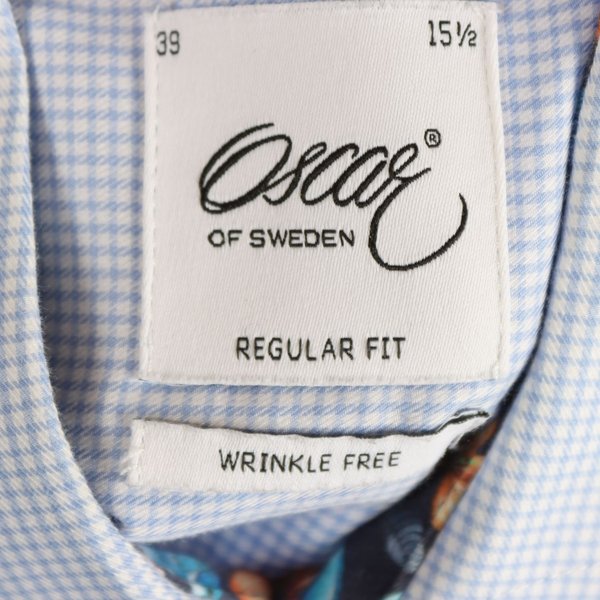 39 15½
Oscar®
OF SWEDEN
REGULAR FIT
WRINKLE FREE